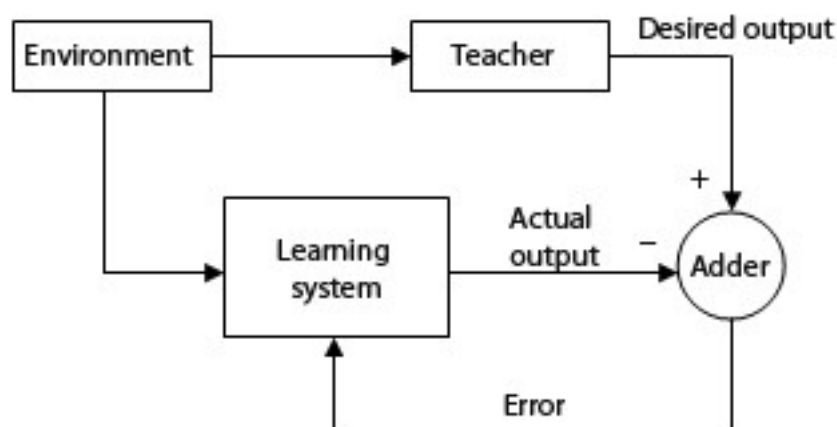 Desired output
Environment
Teacher
+
Actual
output
−
Learning
system
Adder
Error